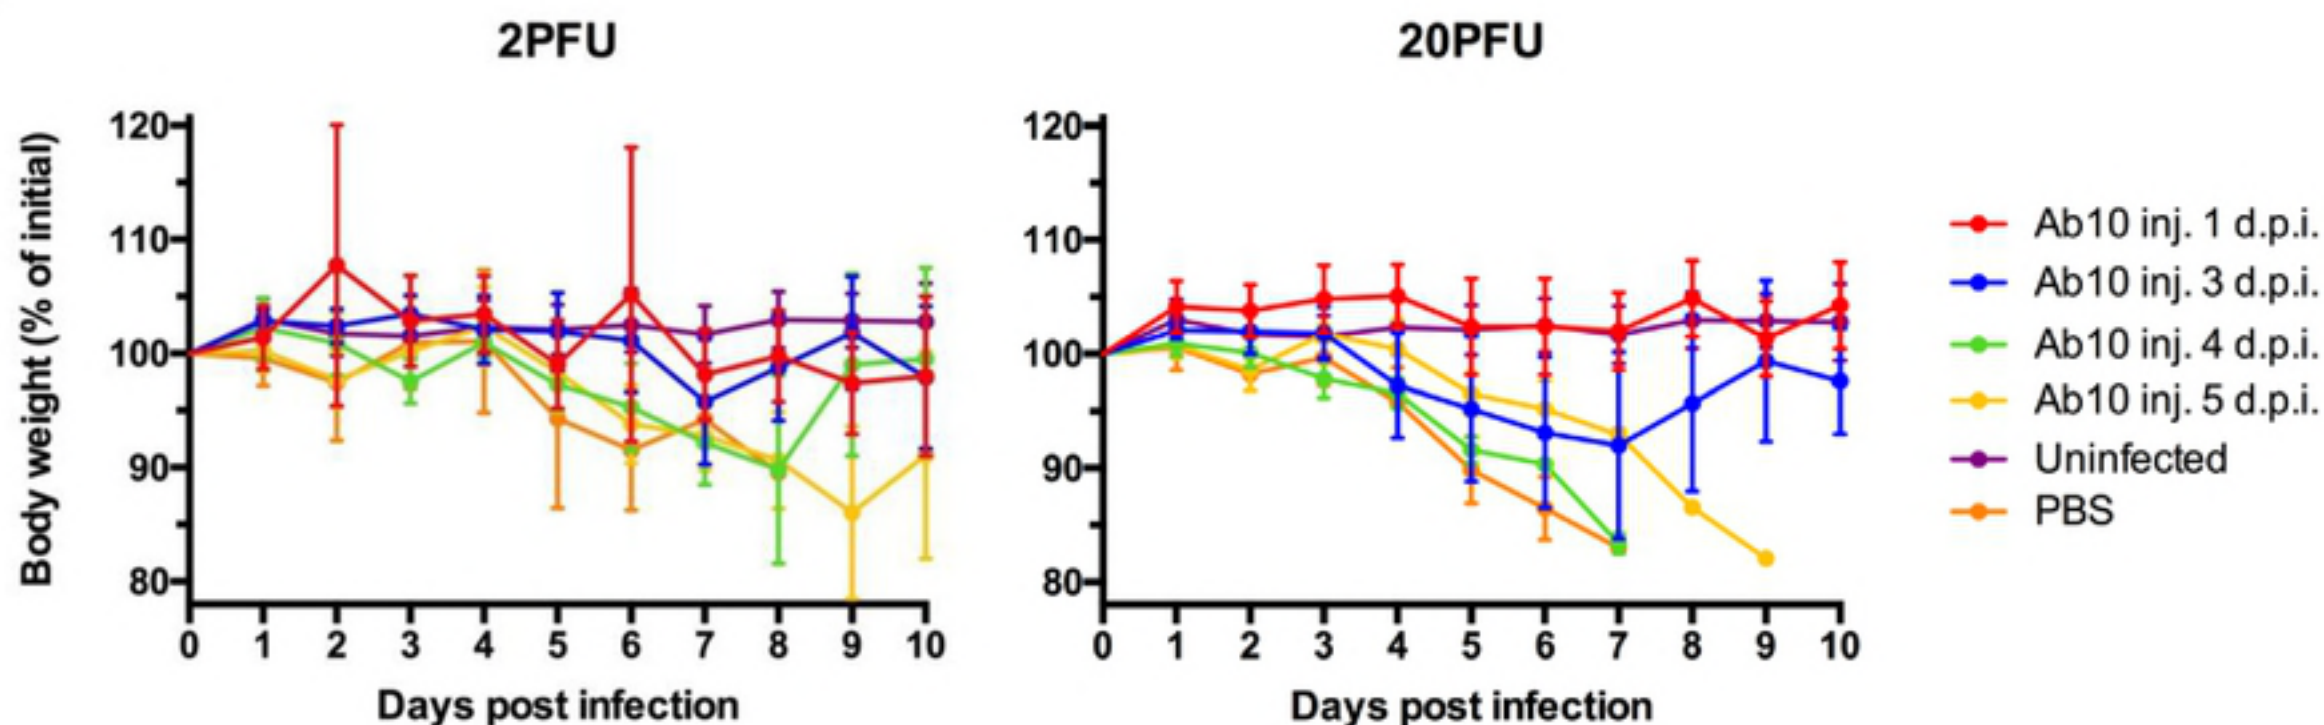 2PFU
20PFU
Body weight (% of initial)
120
110
100
90
80
0 1 2 3 4 5 6 7 8 9 10
Days post infection
120
110
100
90
80
0 1 2 3 4 5 6 7 8 9 10
Days post infection
Ab10 inj. 1 d.p.i.
Ab10 inj. 3 d.p.i.
Ab10 inj. 4 d.p.i.
Ab10 inj. 5 d.p.i.
Uninfected
PBS